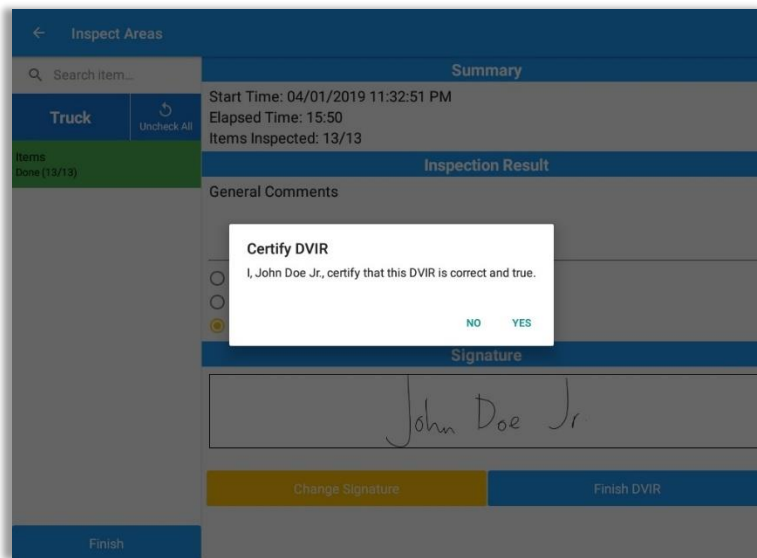 Inspect Areas
Search item...
Truck
Uncheck All
Items
Done (13/13)
Finish
Summary
Start Time: 04/01/2019 11:32:51 PM
Elapsed Time: 15:50
Items Inspected: 13/13
Inspection Result
General Comments
Certify DVIR
I, John Doe Jr., certify that this DVIR is correct and true.
NO YES
Signature
John Doe Jr.
Change Signature
Finish DVIR